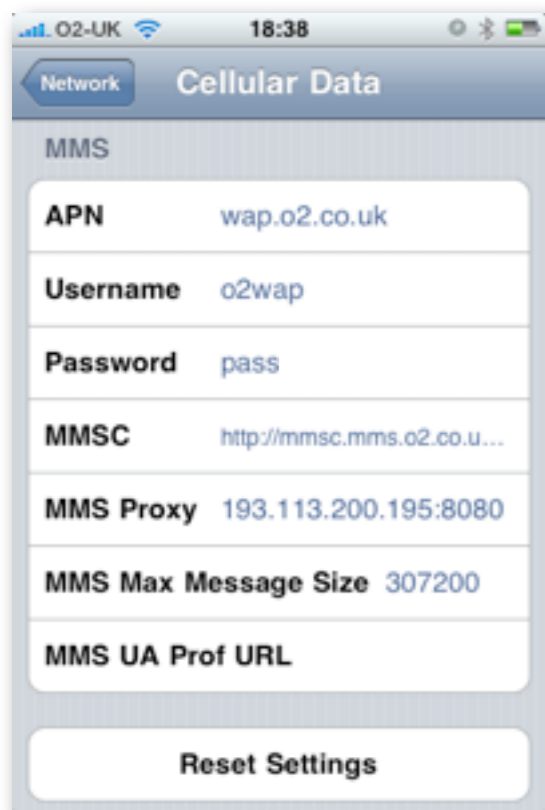 O2-UK 18:38
Network Cellular Data
MMS
APN wap.o2.co.uk
Username o2wap
Password pass
MMSC http://mmsc.mms.o2.co.u...
MMS Proxy 193.113.200.195:8080
MMS Max Message Size 307200
MMS UA Prof URL
Reset Settings